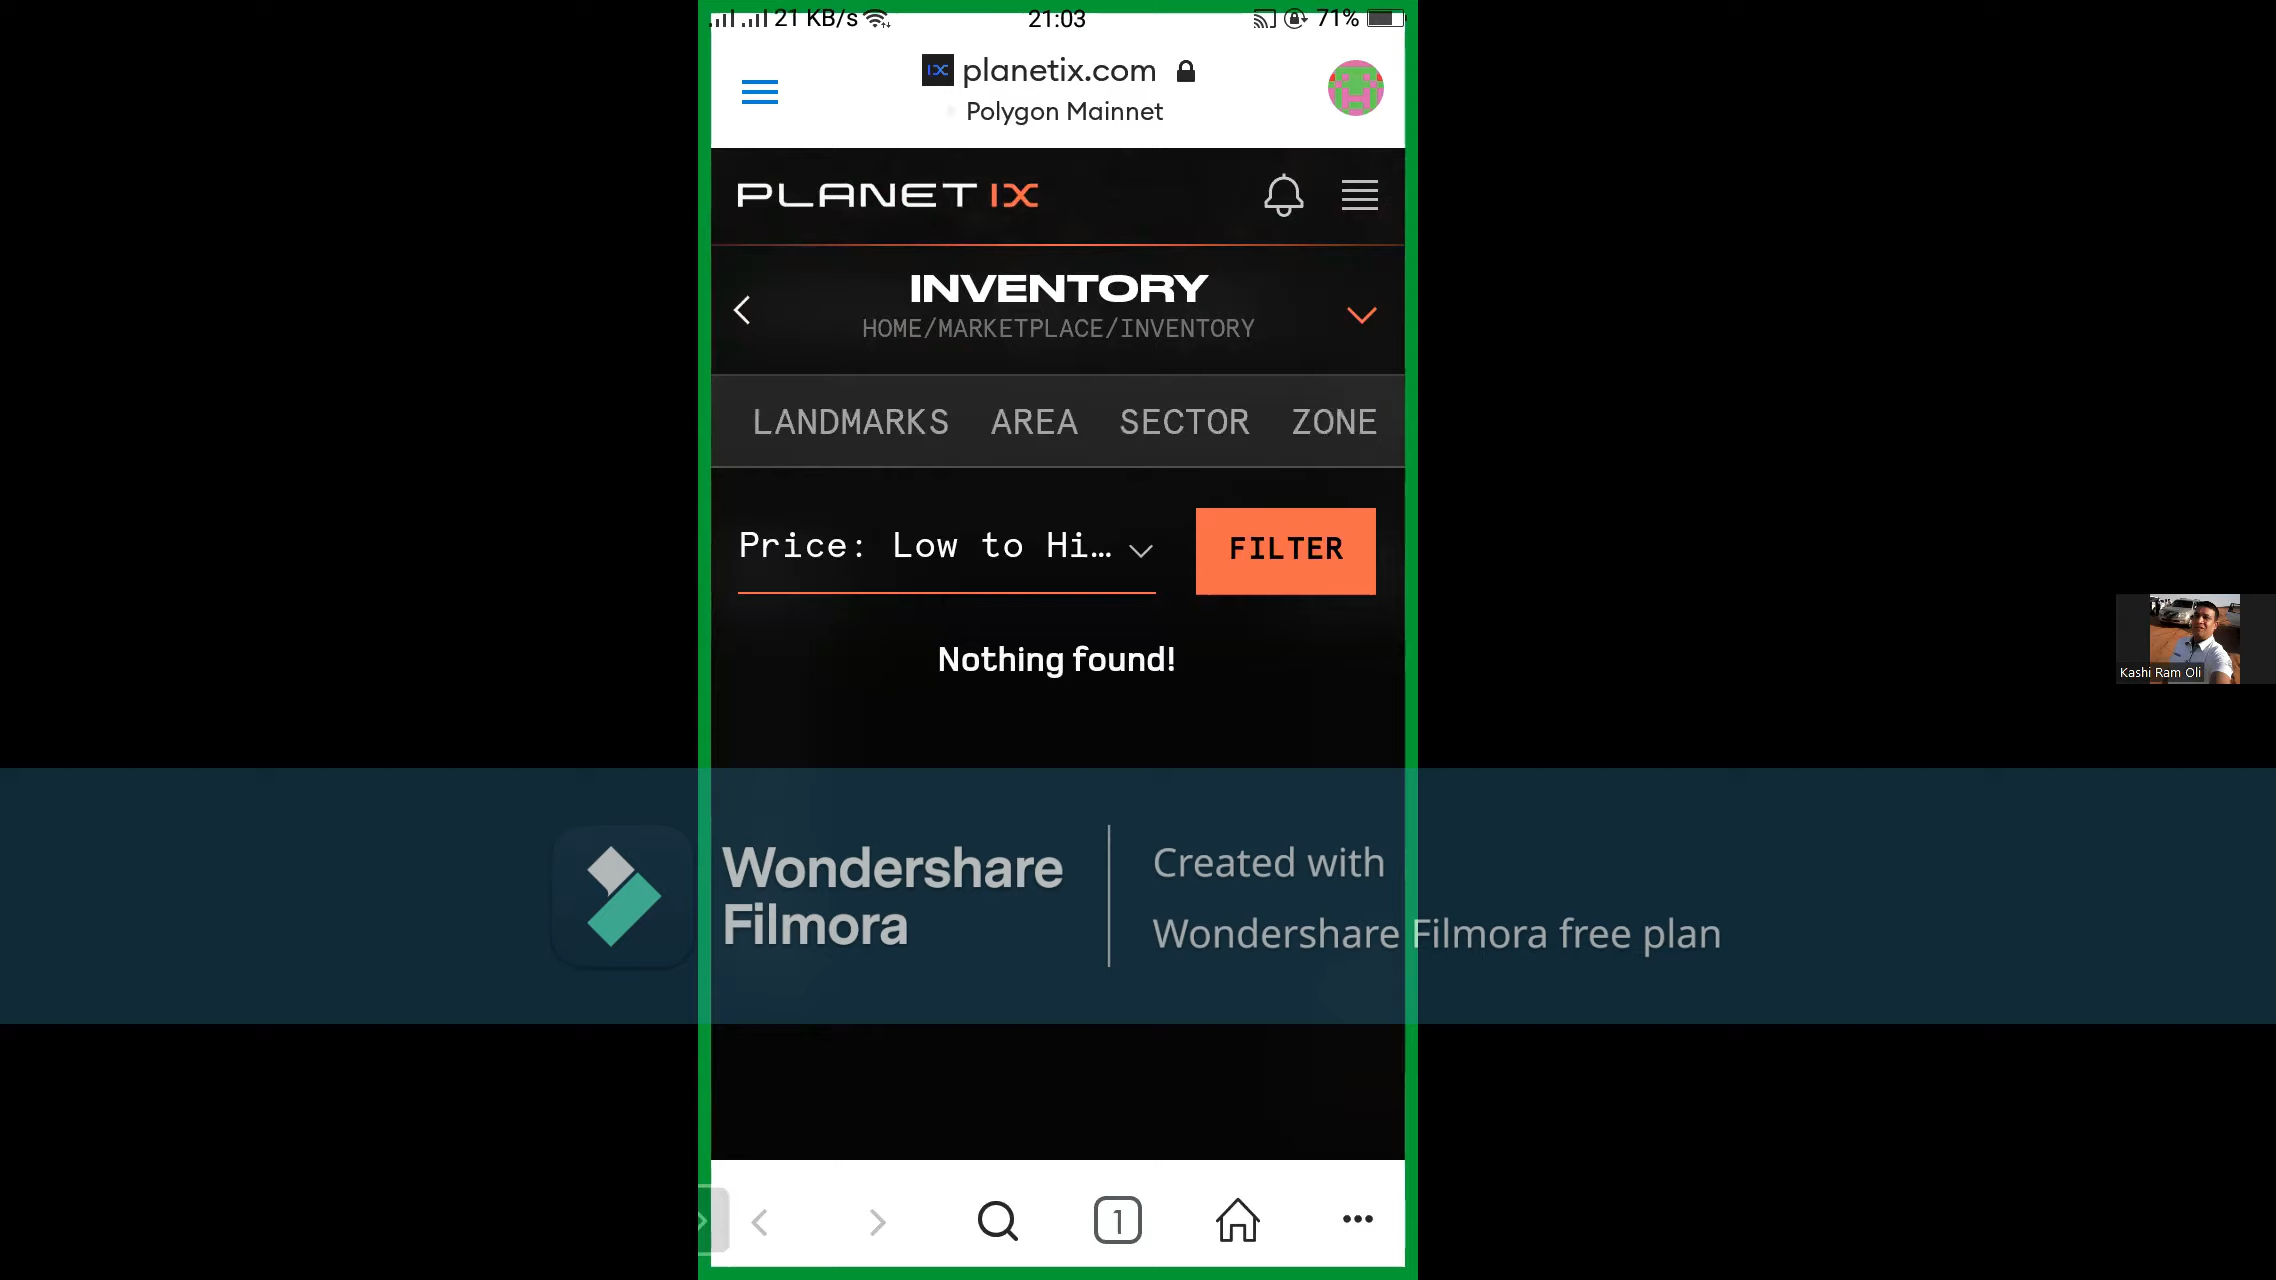 21 KB/s
21:03
71%
planetix.com
Polygon Mainnet
PLANET IX
INVENTORY
HOME/MARKETPLACE/INVENTORY
LANDMARKS AREA SECTOR ZONE
Price: Low to Hi...
FILTER
Nothing found!
Kashi Ram Oli
Wondershare
Filmora
Created with
Wondershare Filmora free plan
1